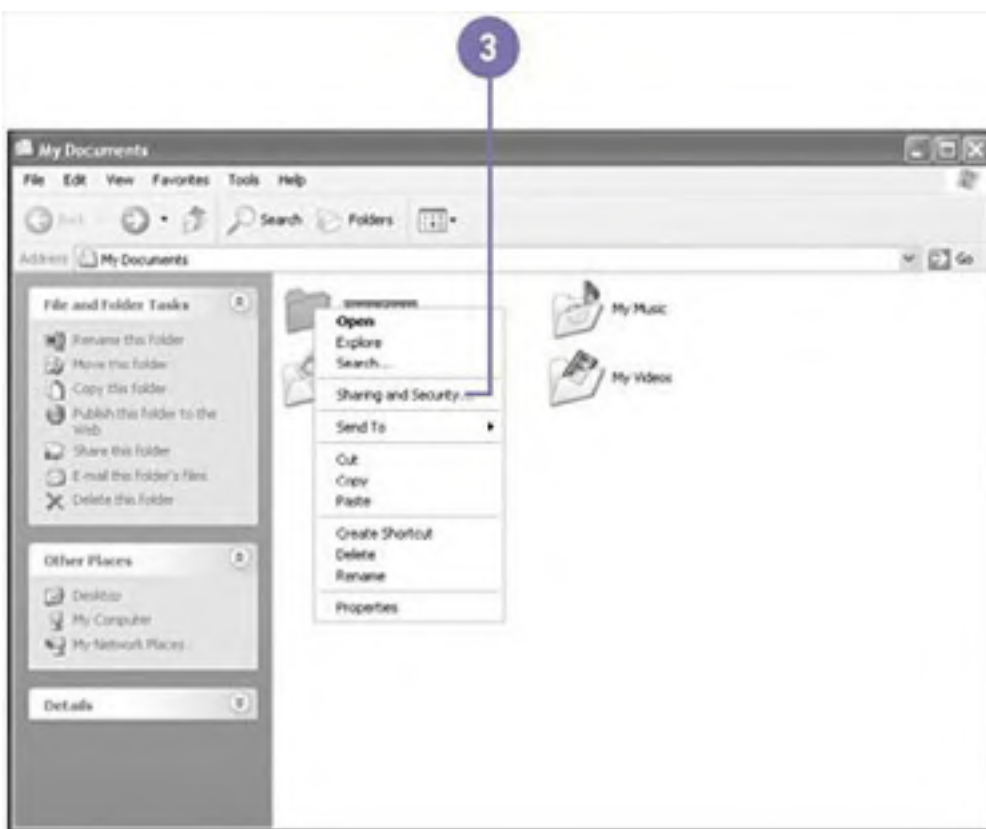 3
My Documents
File Edit View Favorites Tools Help
Back Search Folders
Address My Documents Go
File and Folder Tasks
Rename this folder
Move this folder
Copy this folder
Publish this folder to the
Web
Share this folder
E-mail this folder's files
Delete this folder
Other Places
Desktop
My Computer
My Network Places
Details
Open
Explore
Search...
Sharing and Security...
Send To
Cut
Copy
Paste
Create Shortcut
Delete
Rename
Properties
My Music
My Videos